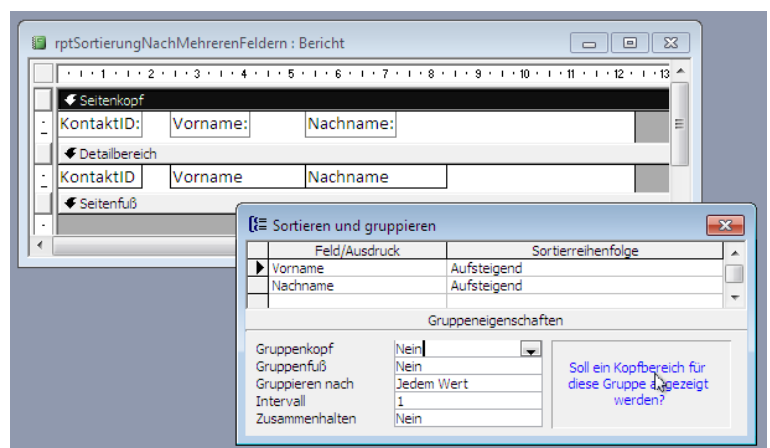 rptSortierungNachMehrerenFeldern : Bericht
1 2 3 4 5 6 7 8 9 10 11 12 13
Seitenkopf
KontaktID: Vorname: Nachname:
Detailbereich
KontaktID Vorname Nachname
Seitenfuß
Sortieren und gruppieren
Feld/Ausdruck Sortierreihenfolge
Vorname Aufsteigend
Nachname Aufsteigend
Gruppeneigenschaften
Gruppenkopf Nein
Gruppenfuß Nein
Gruppieren nach Jedem Wert
Intervall 1
Zusammenhalten Nein
Soll ein Kopfbereich für
diese Gruppe angezeigt
werden?